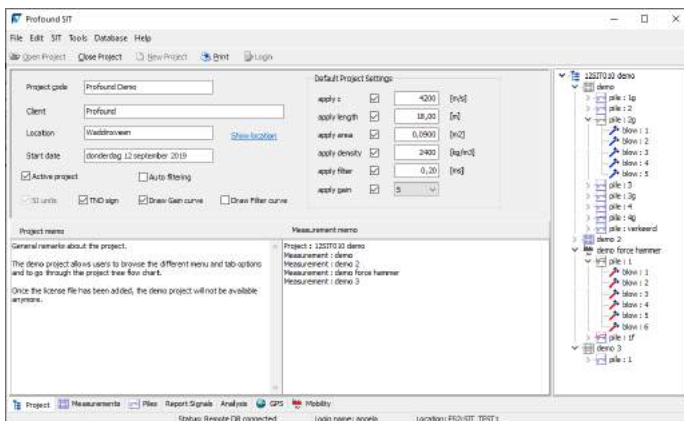 Profound SIT
File Edit SIT Tools Database Help
Open Project Close Project New Project Print Login
Project code Profound Demo
Client Profound
Location Waddinxveen Show location
Start date donderdag 12 september 2019
Active project Auto filtering
SI units TNO sign Draw Gain curve Draw Filter curve
Default Project Settings
apply c 4200 [m/s]
apply length 18,00 [m]
apply area 0,0900 [m2]
apply density 2400 [kg/m3]
apply filter 0,20 [ms]
apply gain 5
Project memo
General remarks about the project.
The demo project allows users to browse the different menu and tab options
and to go through the project tree flow chart.
Once the license file has been added, the demo project will not be available
anymore.
Measurement memo
Project : 12SIT010 demo
Measurement : demo
Measurement : demo 2
Measurement : demo force hammer
Measurement : demo 3
12SIT010 demo
demo
pile : 1p
pile : 2
pile : 2p
blow : 1
blow : 2
blow : 3
blow : 4
blow : 5
pile : 3
pile : 3g
pile : 4
pile : 4g
pile : verkeerd
demo 2
demo force hammer
pile : 1
blow : 1
blow : 2
blow : 3
blow : 4
blow : 5
blow : 6
pile : 1f
demo 3
pile : 1
Project Measurements Piles Report Signals Analysis GPS Mobility
Status: Remote DB connected Login name: angela Location: FS2:SIT_TEST1